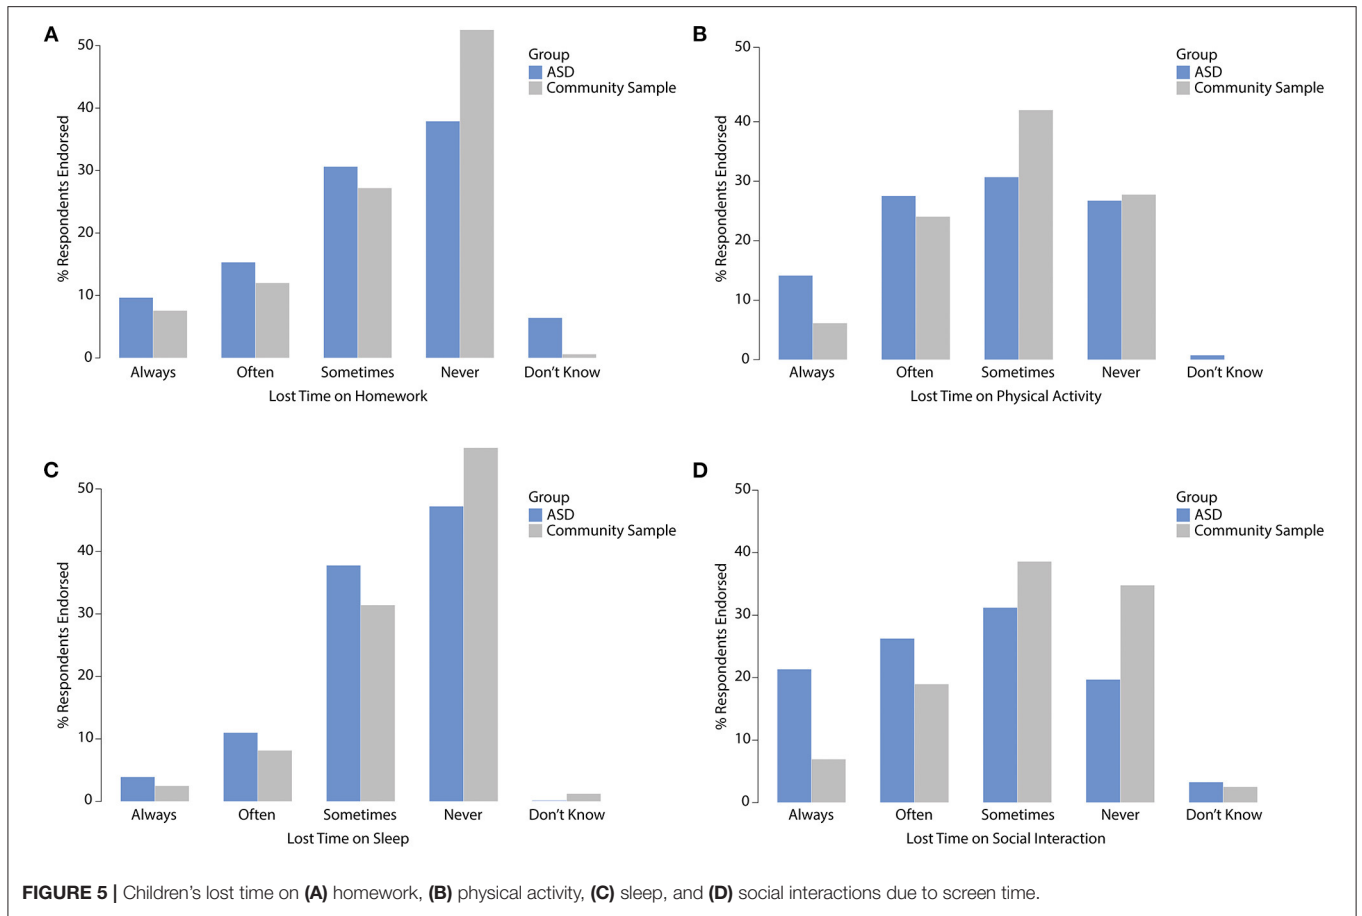 A
% Respondents Endorsed
50
40
30
20
10
0
Group
ASD
Community Sample
Always Often Sometimes Never Don't Know
Lost Time on Homework
B
% Respondents Endorsed
50
40
30
20
10
0
Group
ASD
Community Sample
Always Often Sometimes Never Don't Know
Lost Time on Physical Activity
C
% Respondents Endorsed
50
40
30
20
10
0
Group
ASD
Community Sample
Always Often Sometimes Never Don't Know
Lost Time on Sleep
D
% Respondents Endorsed
50
40
30
20
10
0
Group
ASD
Community Sample
Always Often Sometimes Never Don't Know
Lost Time on Social Interaction
FIGURE 5 | Children's lost time on (A) homework, (B) physical activity, (C) sleep, and (D) social interactions due to screen time.